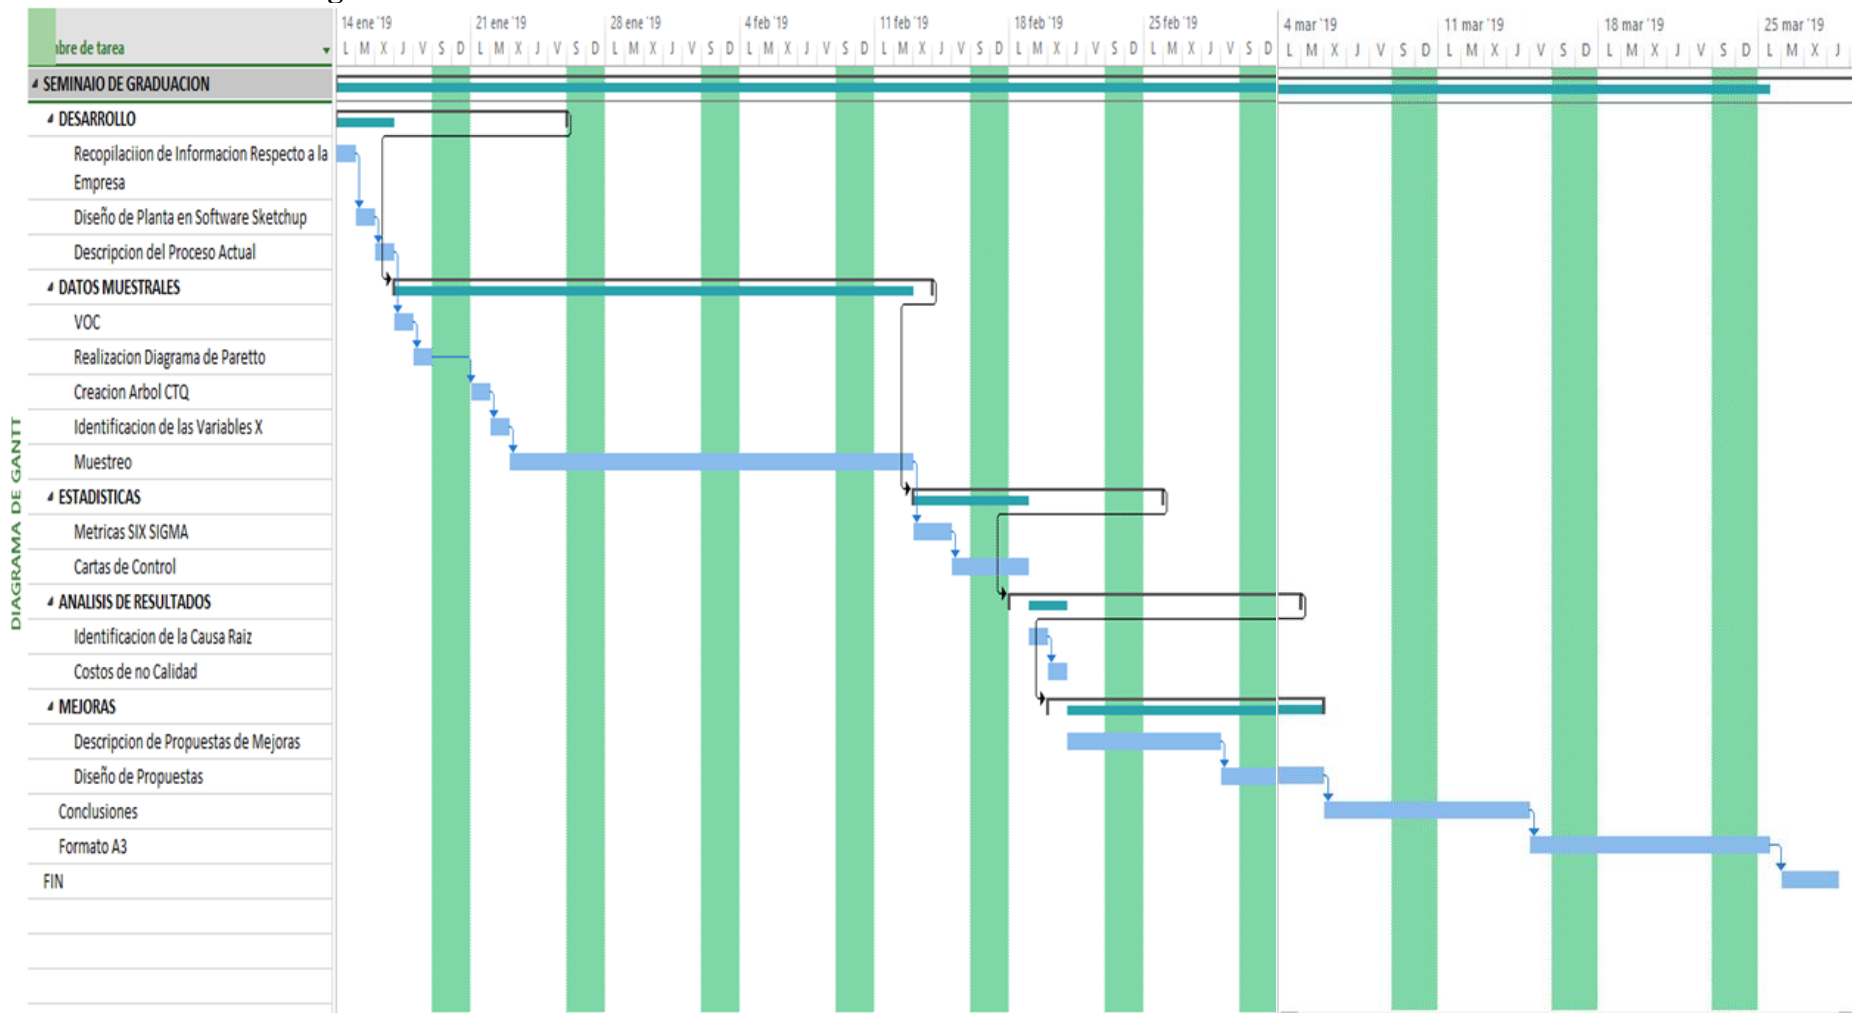 14 ene '19 21 ene '19 28 ene '19 4 feb '19 11 feb '19 18 feb '19 25 feb '19 4 mar '19 11 mar '19 18 mar '19 25 mar '19
bre de tarea
L M X J V S D L M X J V S D L M X J V S D L M X J V S D L M X J V S D L M X J V S D L M X J V S D L M X J V S D L M X J V S D L M X J V S D L M X J
SEMINAIO DE GRADUACION
DESARROLLO
Recopilaciion de Informacion Respecto a la
Empresa
Diseño de Planta en Software Sketchup
Descripcion del Proceso Actual
DATOS MUESTRALES
VOC
Realizacion Diagrama de Paretto
Creacion Arbol CTQ
Identificacion de las Variables X
Muestreo
ESTADISTICAS
Metricas SIX SIGMA
Cartas de Control
ANALISIS DE RESULTADOS
Identificacion de la Causa Raiz
Costos de no Calidad
MEJORAS
Descripcion de Propuestas de Mejoras
Diseño de Propuestas
Conclusiones
Formato A3
FIN
DIAGRAMA DE GANTT